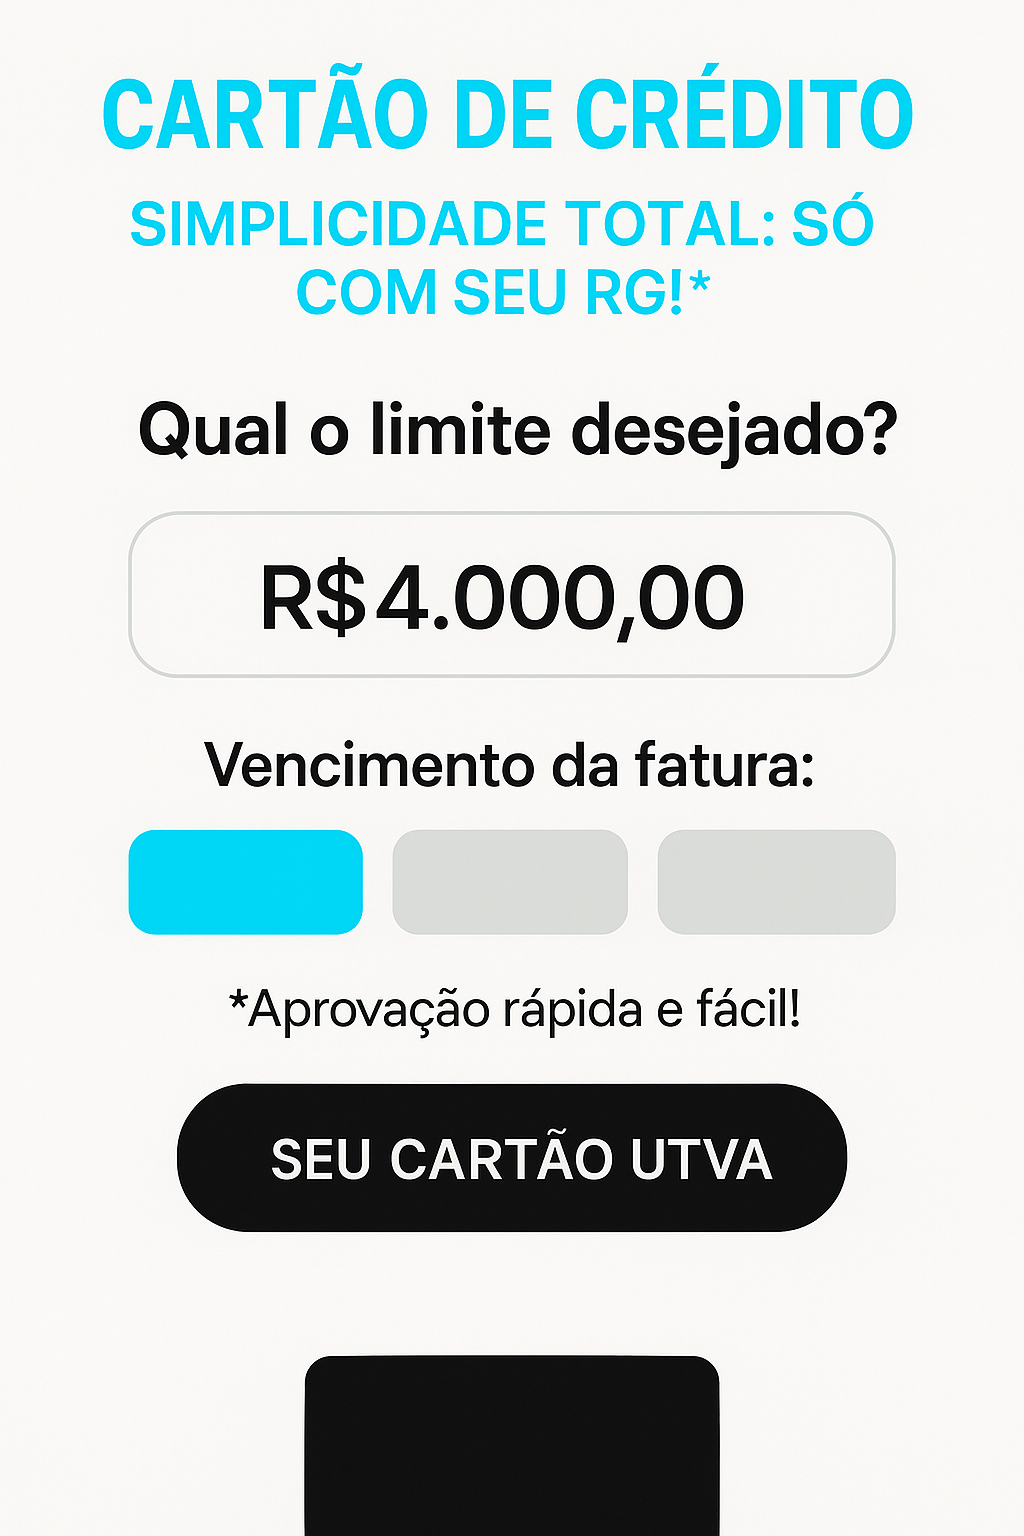 CARTÃO DE CRÉDITO
SIMPLICIDADE TOTAL: SÓ
COM SEU RG!*
Qual o limite desejado?
R$4.000,00
Vencimento da fatura:
*Aprovação rápida e fácil!
SEU CARTÃO UTVA